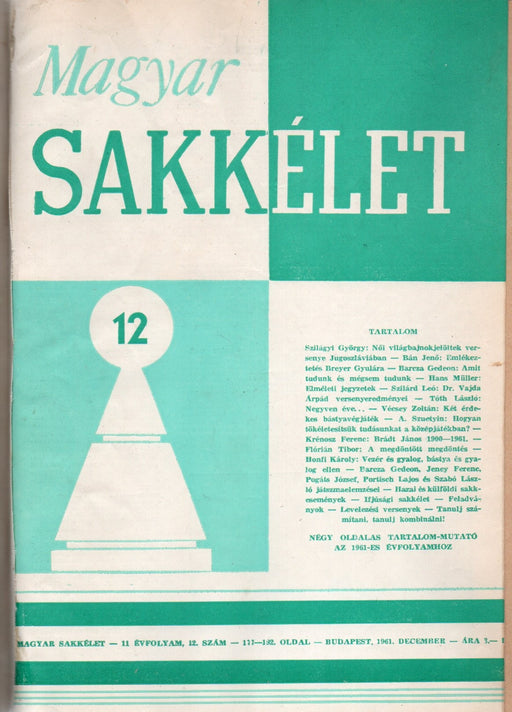 Magyar
SAKKÉLET
12
TARTALOM
Szilágyi György: Női világbajnokjelöltek ver-
senye Jugoszláviában — Bán Jenő: Emlékez-
tetés Breyer Gyulára — Barcza Gedeon: Amit
tudunk és mégsem tudunk — Hans Müller:
Elméleti jegyzetek — Szilárd Leó: Dr. Vajda
Árpád versenyeredményei — Tóth László:
Negyven éve... — Vécsey Zoltán: Két érde-
kes bástyavégjáték — A. Szuetyin: Hogyan
tökéletesítsük tudásunkat a középjátékban? —
Krénosz Ferenc: Brádt János 1900—1961. —
Flórián Tibor: A megdöntött megdöntés —
Honfi Károly: Vezér és gyalog, bástya és gya-
log ellen — Barcza Gedeon, Jeney Ferenc,
Pogáts József, Portisch Lajos és Szabó Lász-
ló játszmaelemzései — Hazai és külföldi sakk-
események — Ifjúsági sakkélet — Feladvá-
nyok — Levelezési versenyek — Tanulj szá-
mítani, tanulj kombinálni!
NÉGY OLDALAS TARTALOM-MUTATÓ
AZ 1961-ES ÉVFOLYAMHOZ
MAGYAR SAKKÉLET — 11 ÉVFOLYAM, 12. SZÁM — 177—192. OLDAL — BUDAPEST, 1961. DECEMBER — ÁRA 3.—